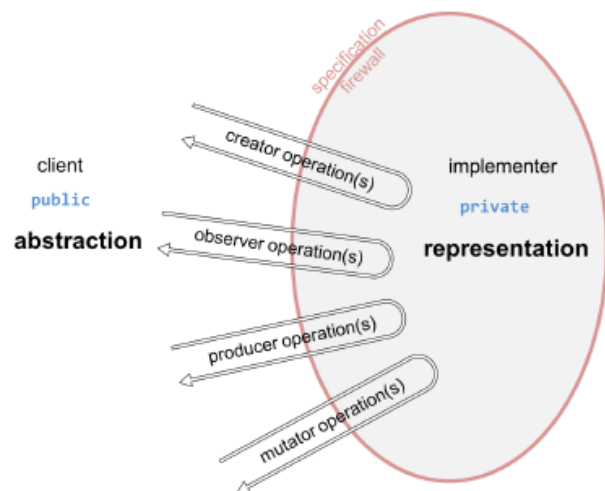 specification
firewall
creator operation(s)
client
implementer
public
private
abstraction
observer operation(s)
representation
producer operation(s)
mutator operation(s)